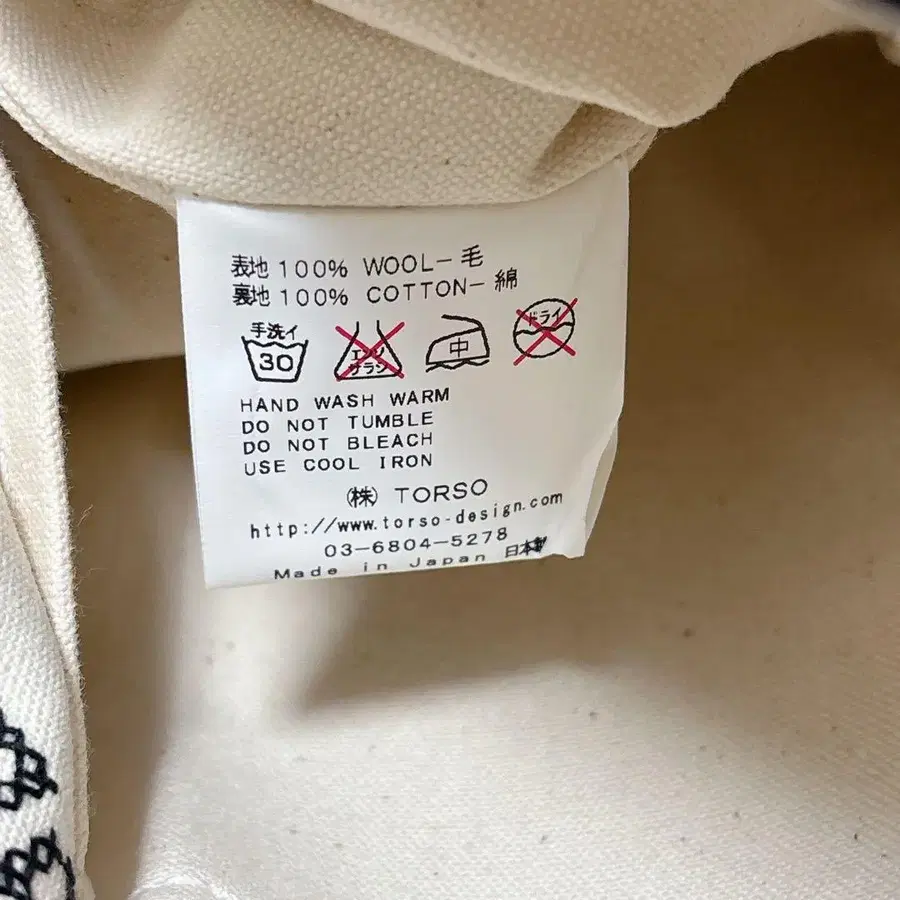 表地 100% WOOL－毛
裏地 100% COTTON－綿
手洗イ
30
エンソ
サラシ
中
ドライ
HAND WASH WARM
DO NOT TUMBLE
DO NOT BLEACH
USE COOL IRON
㈱ TORSO
http://www.torso-design.com
03-6804-5278
Made in Japan 日本製